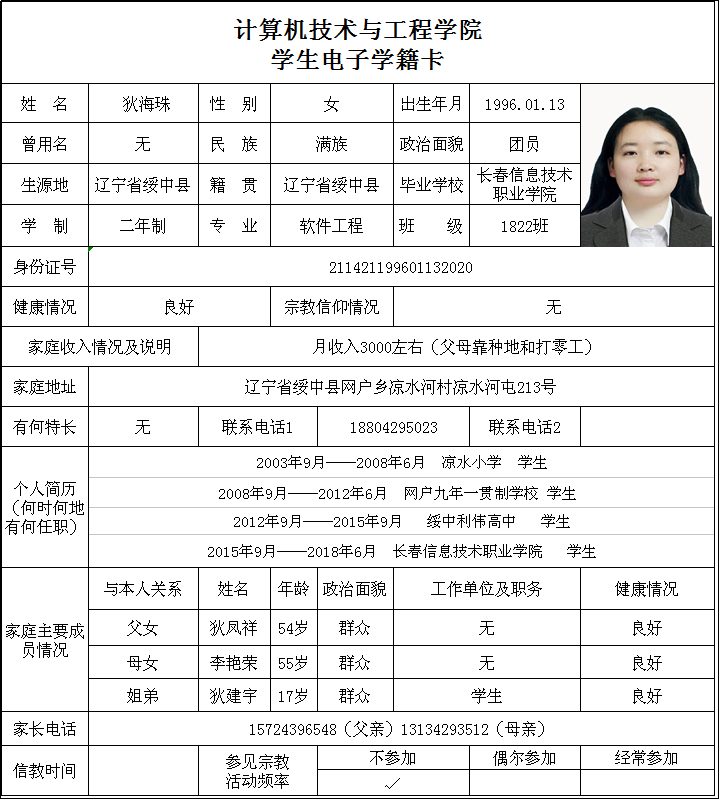 计算机技术与工程学院
学生电子学籍卡
姓 名 狄海珠 性 别 女 出生年月 1996.01.13
曾用名 无 民 族 满族 政治面貌 团员
生源地 辽宁省绥中县 籍 贯 辽宁省绥中县 毕业学校 长春信息技术
职业学院
学 制 二年制 专 业 软件工程 班 级 1822班
身份证号 211421199601132020
健康情况 良好 宗教信仰情况 无
家庭收入情况及说明 月收入3000左右（父母靠种地和打零工）
家庭地址 辽宁省绥中县网户乡凉水河村凉水河屯213号
有何特长 无 联系电话1 18804295023 联系电话2
个人简历
（何时何地
有何任职）
2003年9月——2008年6月 凉水小学 学生
2008年9月——2012年6月 网户九年一贯制学校 学生
2012年9月——2015年9月 绥中利伟高中 学生
2015年9月——2018年6月 长春信息技术职业学院 学生
家庭主要成
员情况
与本人关系 姓名 年龄 政治面貌 工作单位及职务 健康情况
父女 狄凤祥 54岁 群众 无 良好
母女 李艳荣 55岁 群众 无 良好
姐弟 狄建宇 17岁 群众 学生 良好
家长电话 15724396548（父亲）13134293512（母亲）
信教时间 参见宗教
活动频率
不参加 偶尔参加 经常参加
✓